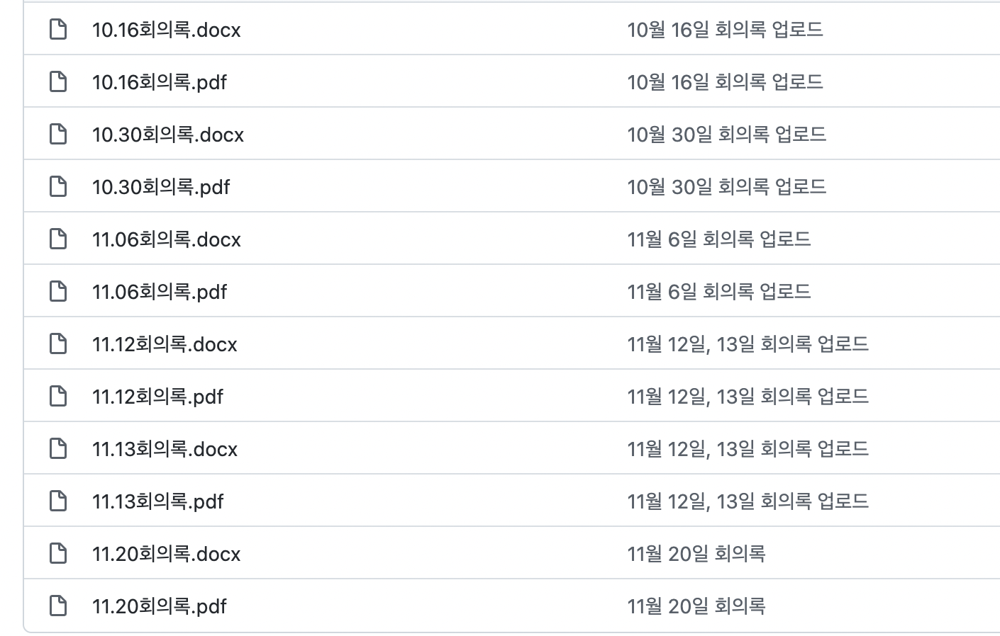 10.16회의록.docx 10월 16일 회의록 업로드
10.16회의록.pdf 10월 16일 회의록 업로드
10.30회의록.docx 10월 30일 회의록 업로드
10.30회의록.pdf 10월 30일 회의록 업로드
11.06회의록.docx 11월 6일 회의록 업로드
11.06회의록.pdf 11월 6일 회의록 업로드
11.12회의록.docx 11월 12일, 13일 회의록 업로드
11.12회의록.pdf 11월 12일, 13일 회의록 업로드
11.13회의록.docx 11월 12일, 13일 회의록 업로드
11.13회의록.pdf 11월 12일, 13일 회의록 업로드
11.20회의록.docx 11월 20일 회의록
11.20회의록.pdf 11월 20일 회의록